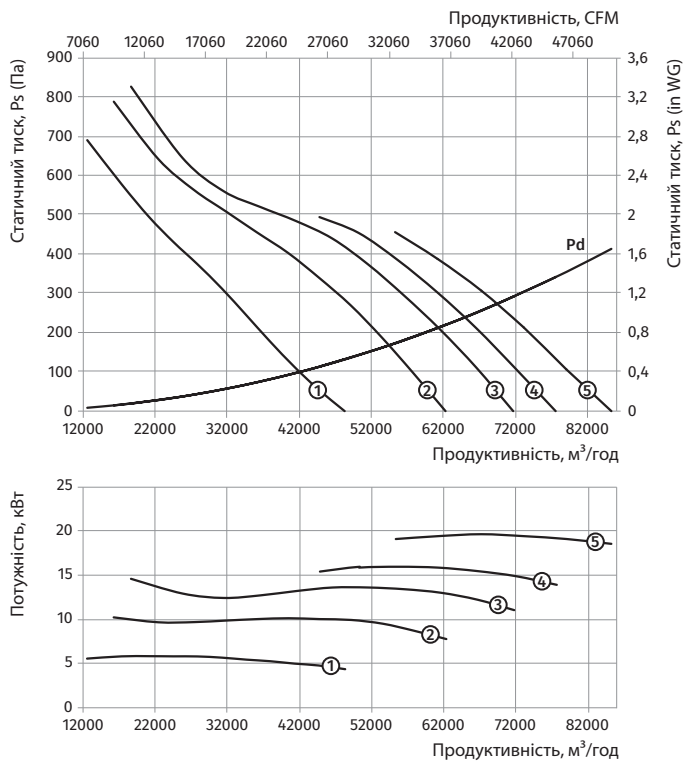 Продуктивність, CFM
7060 12060 17060 22060 27060 32060 37060 42060 47060
Статичний тиск, Ps (Па)
Статичний тиск, Ps (in WG)
900 3,6
800 3,2
700 2,8
600 2,4
500 2
Pd
400 1,6
300 1,2
200 0,8
100 0,4
1 2 3 4 5
0 0
12000 22000 32000 42000 52000 62000 72000 82000
Продуктивність, м³/год
Потужність, кВт
25
20
5
15
4
3
10
2
5
1
0
12000 22000 32000 42000 52000 62000 72000 82000
Продуктивність, м³/год